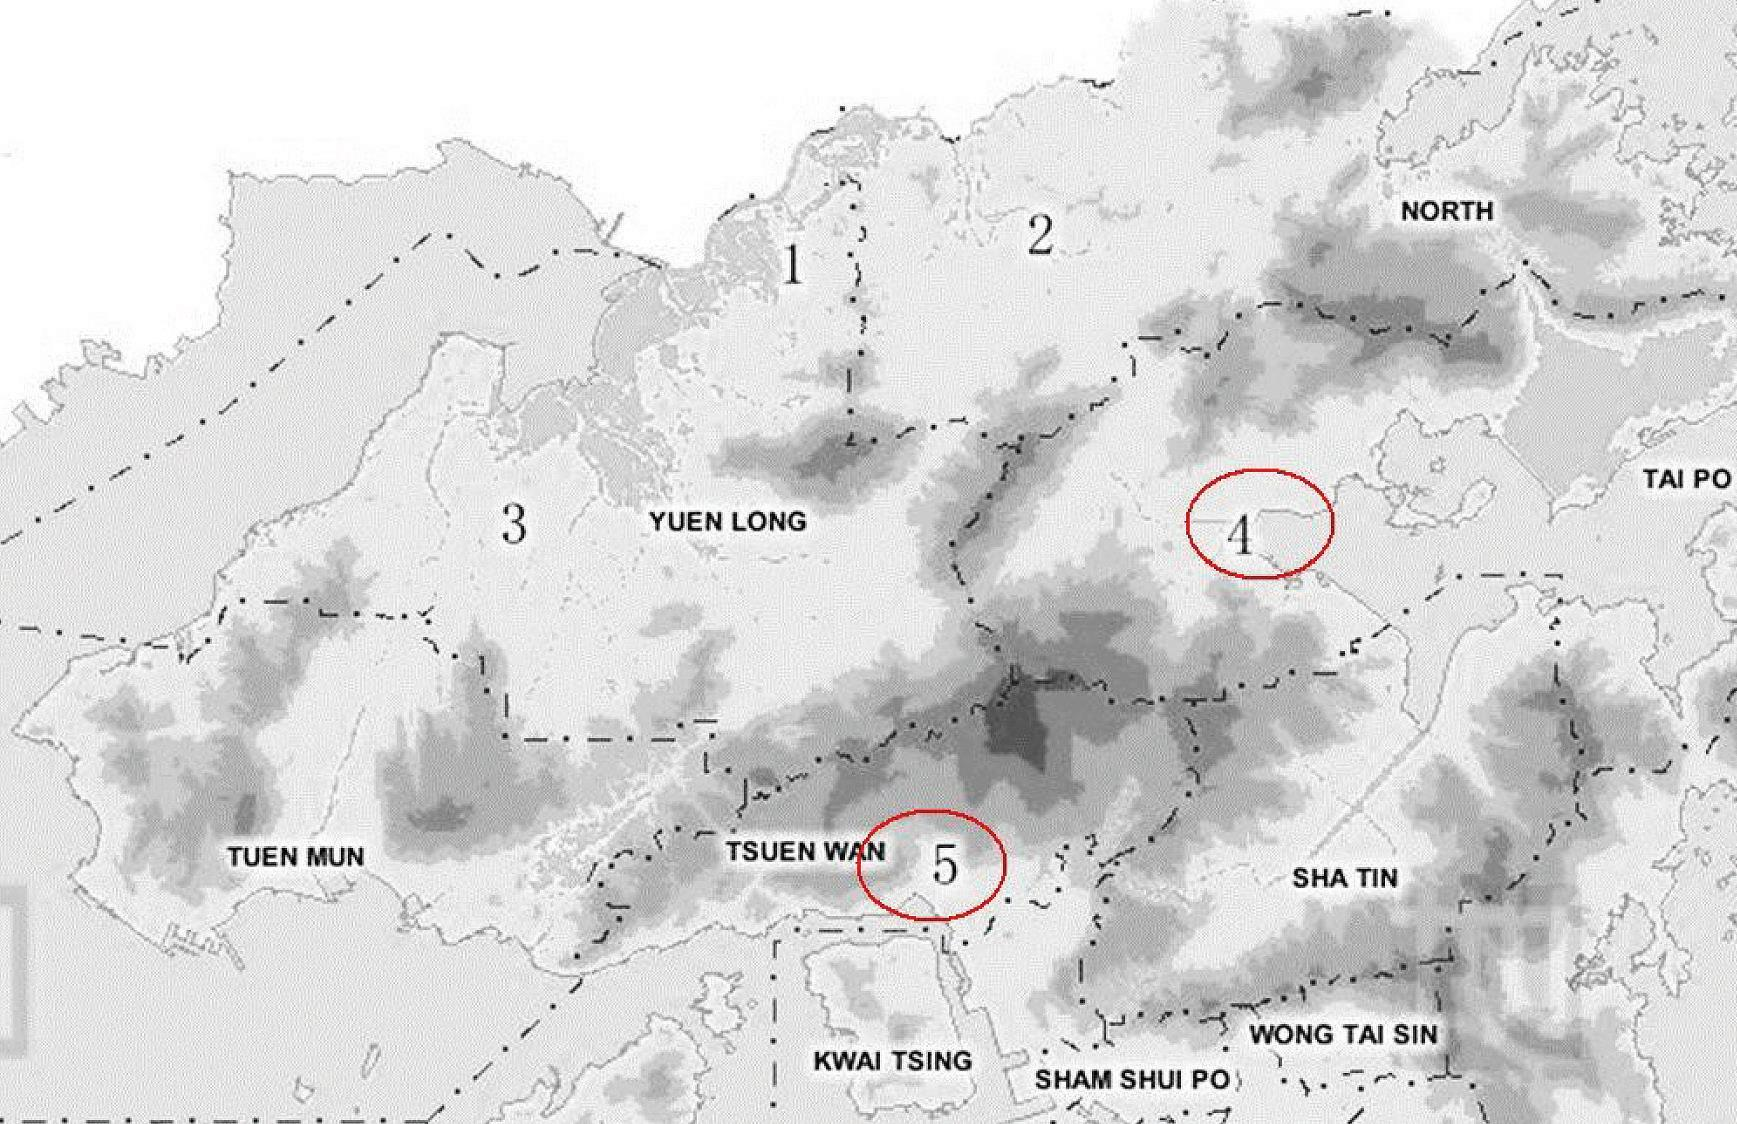 NORTH
2
1
TAI PO
3
YUEN LONG
4
TSUEN WAN
5
TUEN MUN
SHA TIN
WONG TAI SIN
KWAI TSING
SHAM SHUI PO